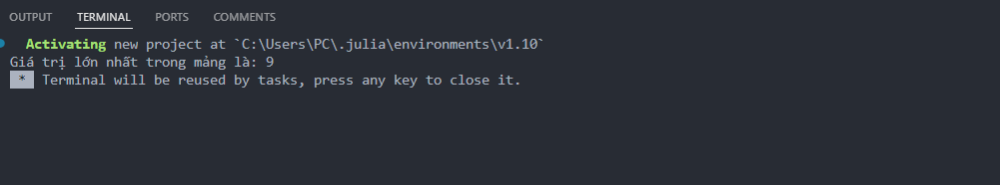 OUTPUT TERMINAL PORTS COMMENTS
Activating new project at `C:\Users\PC\.julia\environments\v1.10`
Giá trị lớn nhất trong mảng là: 9
* Terminal will be reused by tasks, press any key to close it.